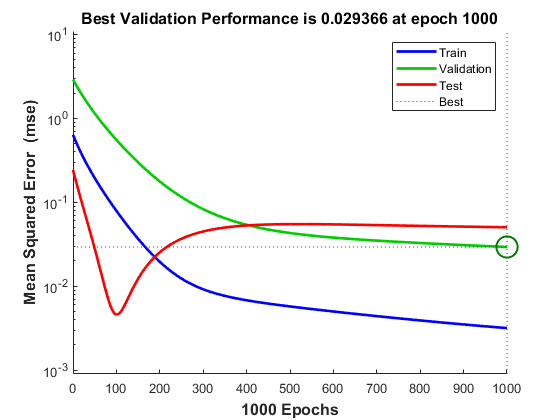 Best Validation Performance is 0.029366 at epoch 1000
Mean Squared Error  (mse)
10^1
10^0
10^-1
10^-2
10^-3
Train
Validation
Test
Best
0 100 200 300 400 500 600 700 800 900 1000
1000 Epochs